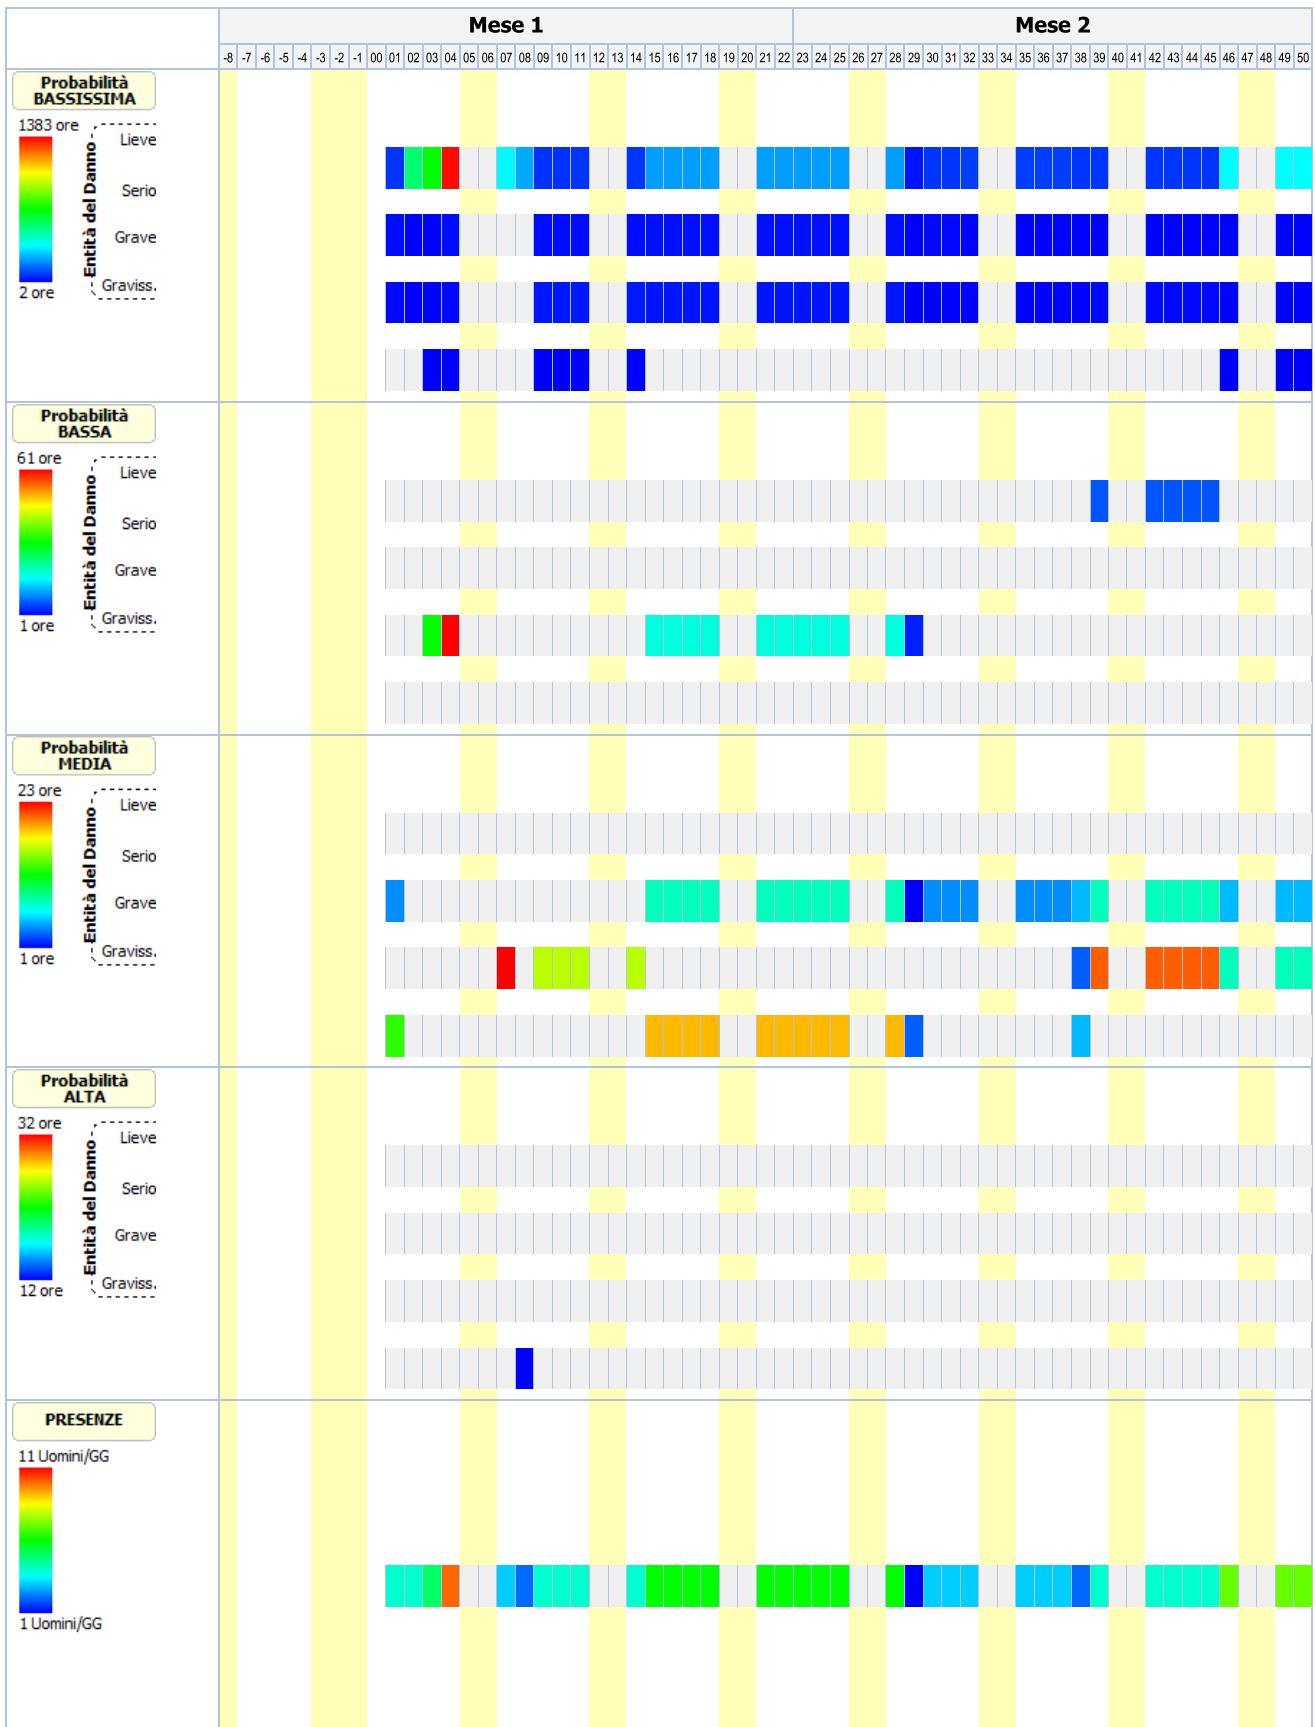 Mese 1 Mese 2
-8 -7 -6 -5 -4 -3 -2 -1 00 01 02 03 04 05 06 07 08 09 10 11 12 13 14 15 16 17 18 19 20 21 22 23 24 25 26 27 28 29 30 31 32 33 34 35 36 37 38 39 40 41 42 43 44 45 46 47 48 49 50
Probabilità
BASSISSIMA
1383 ore
Lieve
Serio
Grave
Graviss.
Entità del Danno
2 ore
Probabilità
BASSA
61 ore
Lieve
Serio
Grave
Graviss.
Entità del Danno
1 ore
Probabilità
MEDIA
23 ore
Lieve
Serio
Grave
Graviss.
Entità del Danno
1 ore
Probabilità
ALTA
32 ore
Lieve
Serio
Grave
Graviss.
Entità del Danno
12 ore
PRESENZE
11 Uomini/GG
1 Uomini/GG